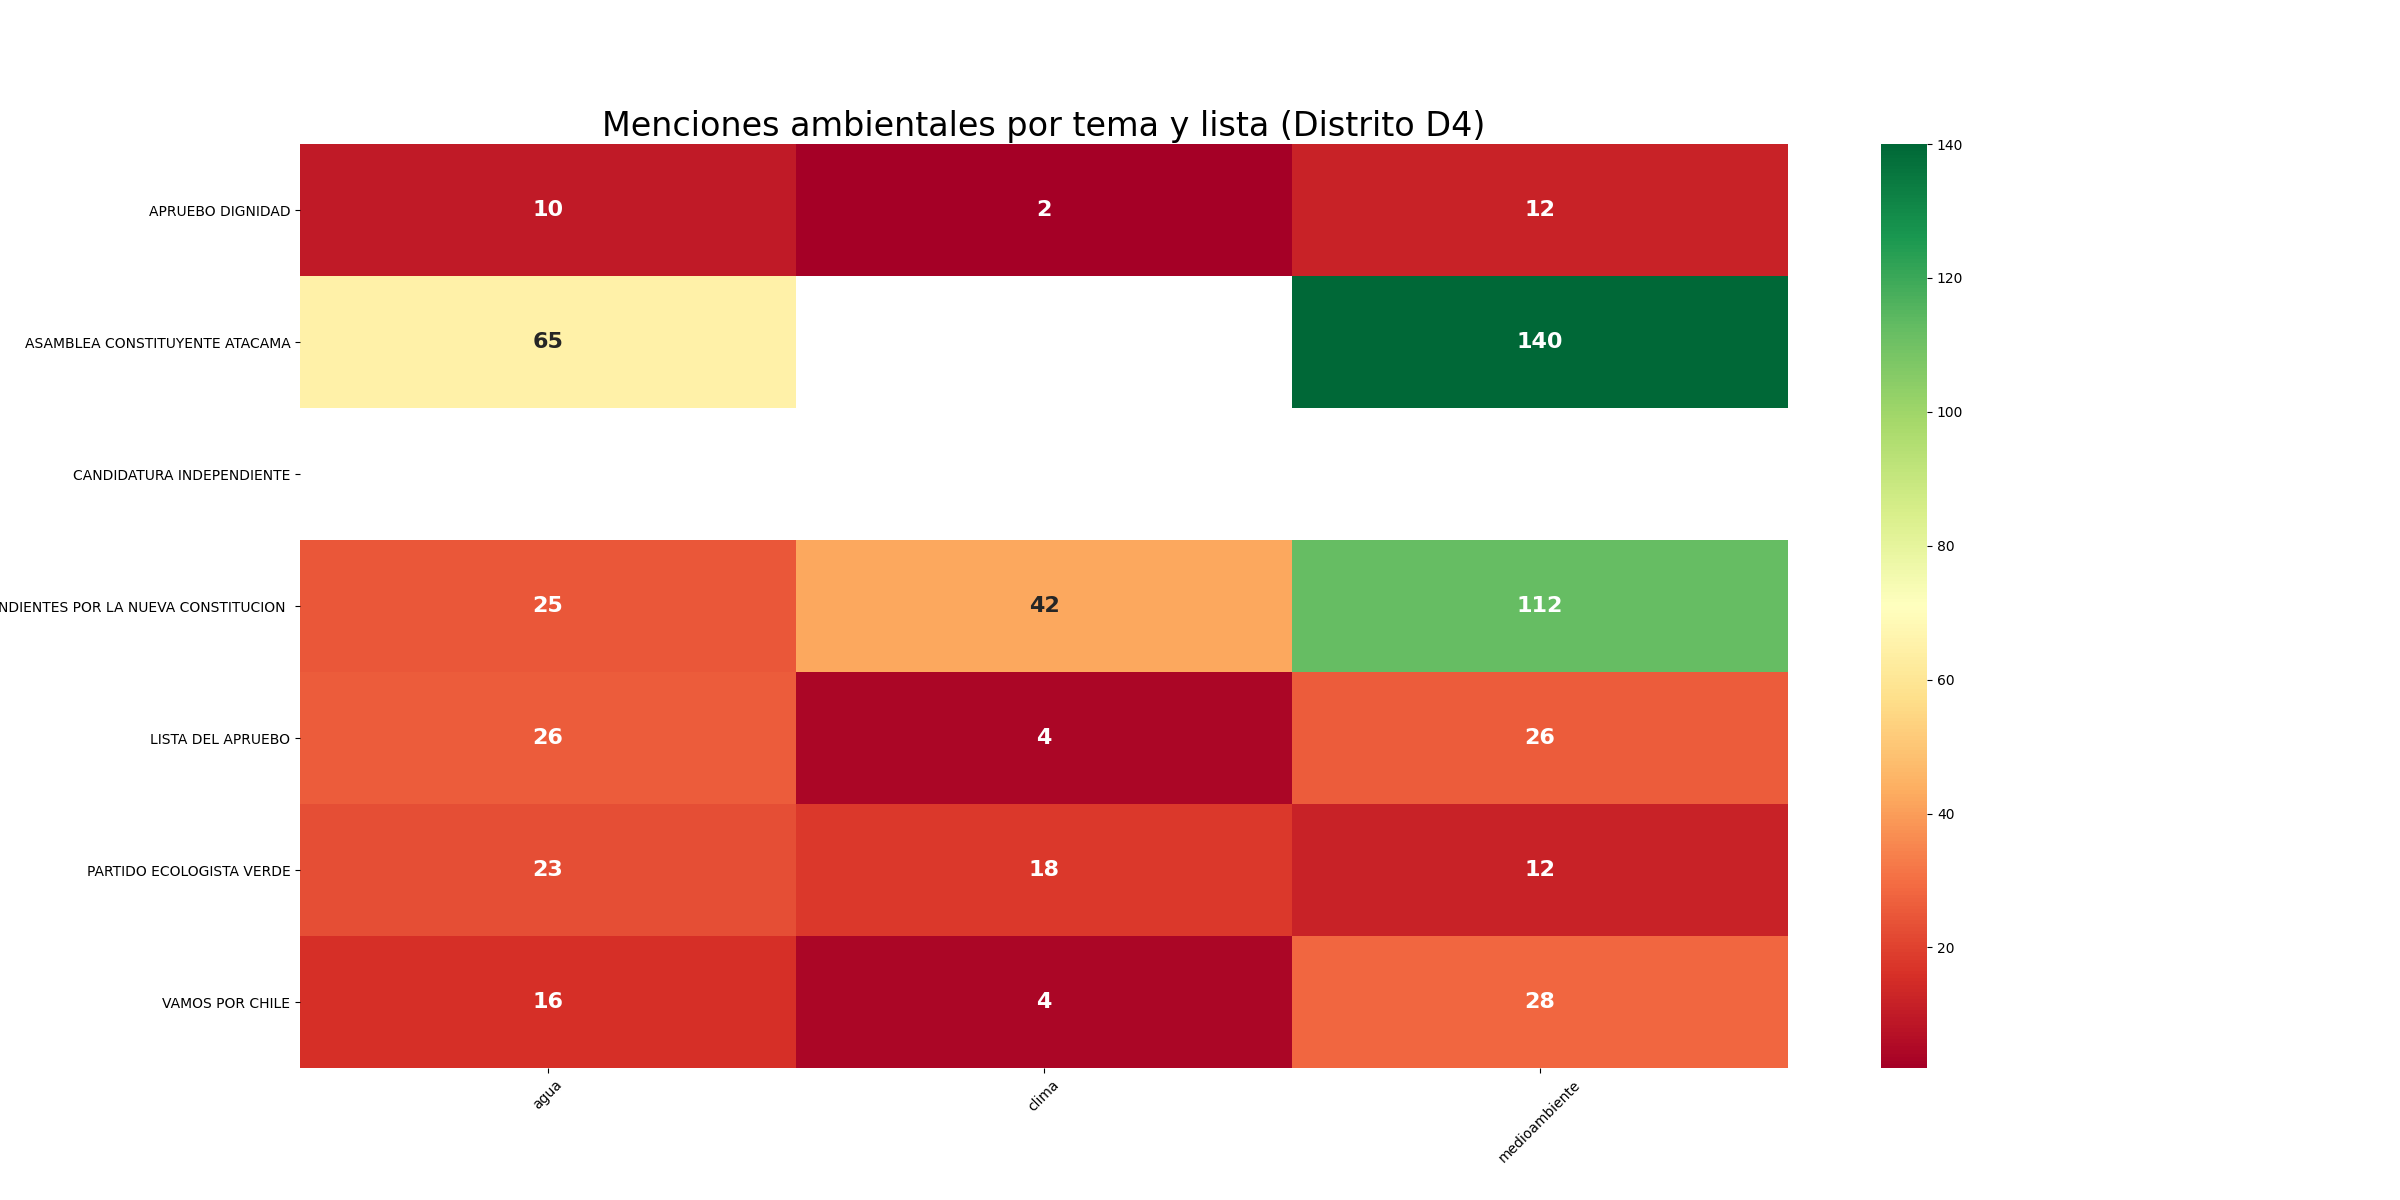 Menciones ambientales por tema y lista (Distrito D4)
APRUEBO DIGNIDAD 10 2 12
ASAMBLEA CONSTITUYENTE ATACAMA 65 140
CANDIDATURA INDEPENDIENTE
NDIENTES POR LA NUEVA CONSTITUCION 25 42 112
LISTA DEL APRUEBO 26 4 26
PARTIDO ECOLOGISTA VERDE 23 18 12
VAMOS POR CHILE 16 4 28
agua clima medioambiente
140
120
100
80
60
40
20